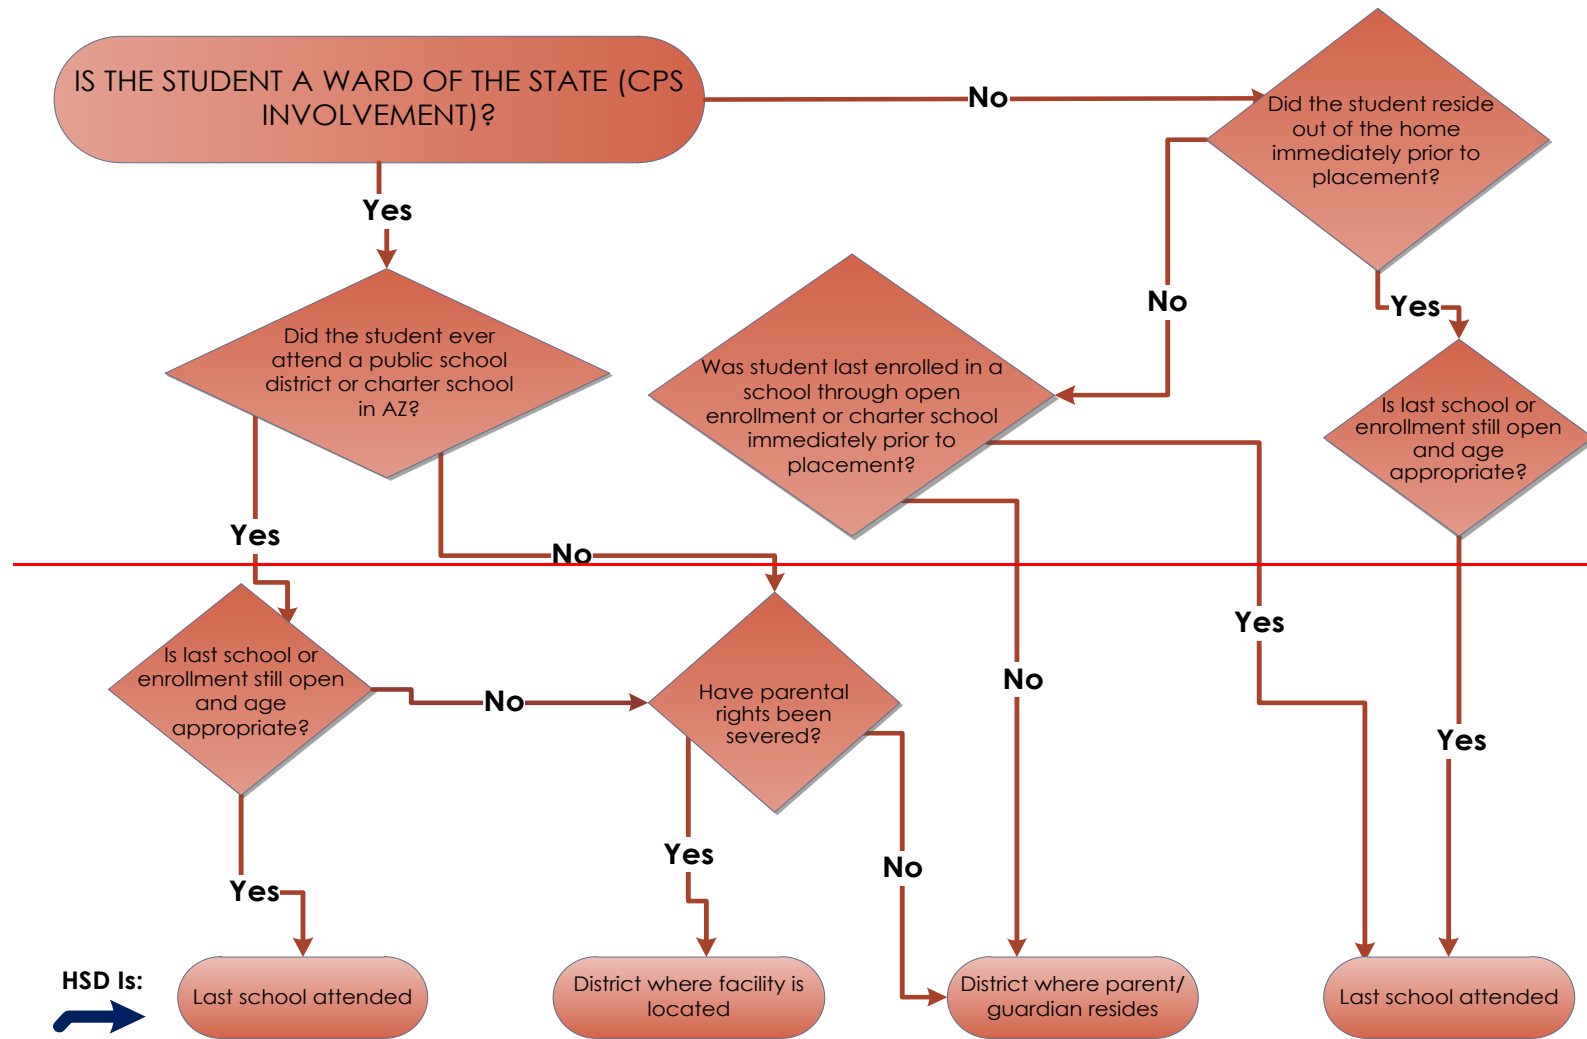 IS THE STUDENT A WARD OF THE STATE (CPS
INVOLVEMENT)?
No
Did the student reside
out of the home
immediately prior to
placement?
Yes
No
Yes
Did the student ever
attend a public school
district or charter school
in AZ?
Was student last enrolled in a
school through open
enrollment or charter school
immediately prior to
placement?
Is last school or
enrollment still open
and age
appropriate?
Yes
No
Yes
Is last school or
enrollment still open
and age
appropriate?
No
Have parental
rights been
severed?
No
Yes
Yes
No
Yes
HSD Is:
Last school attended
District where facility is
located
District where parent/
guardian resides
Last school attended